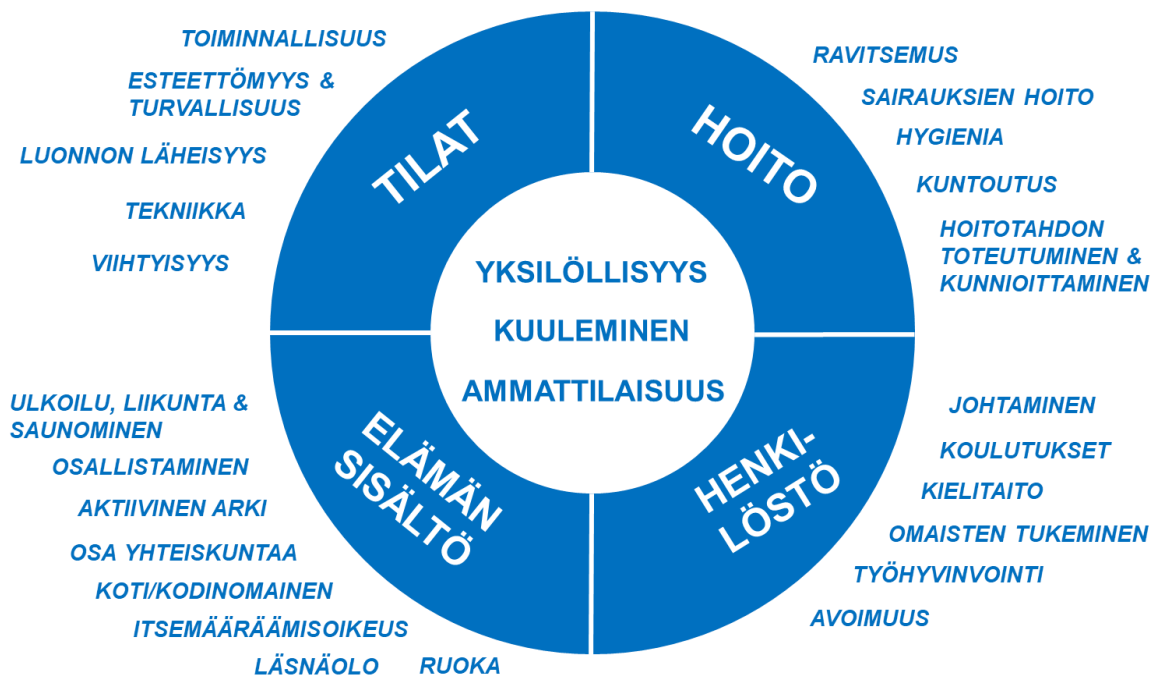 TOIMINNALLISUUS
ESTEETTÖMYYS &
TURVALLISUUS
LUONNON LÄHEISYYS
TEKNIIKKA
VIIHTYISYYS
TILAT
HOITO
RAVITSEMUS
SAIRAUKSIEN HOITO
HYGIENIA
KUNTOUTUS
HOITOTAHDON
TOTEUTUMINEN &
KUNNIOITTAMINEN
YKSILÖLLISYYS
KUULEMINEN
AMMATTILAISUUS
ULKOILU, LIIKUNTA &
SAUNOMINEN
OSALLISTAMINEN
AKTIIVINEN ARKI
OSA YHTEISKUNTAA
KOTI/KODINOMAINEN
ITSEMÄÄRÄÄMISOIKEUS
LÄSNÄOLO
RUOKA
ELÄMÄN
SISÄLTÖ
HENKI-
LÖSTÖ
JOHTAMINEN
KOULUTUKSET
KIELITAITO
OMAISTEN TUKEMINEN
TYÖHYVINVOINTI
AVOIMUUS